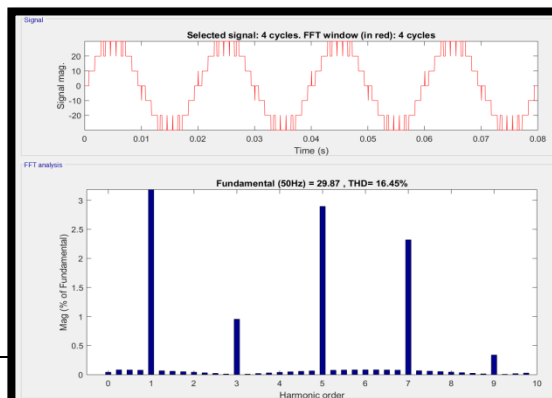 Signal
Selected signal: 4 cycles. FFT window (in red): 4 cycles
Signal mag.
20
10
0
-10
-20
0 0.01 0.02 0.03 0.04 0.05 0.06 0.07 0.08
Time (s)
FFT analysis
Fundamental (50Hz) = 29.87 , THD= 16.45%
Mag (% of Fundamental)
3
2.5
2
1.5
1
0.5
0
0 1 2 3 4 5 6 7 8 9 10
Harmonic order